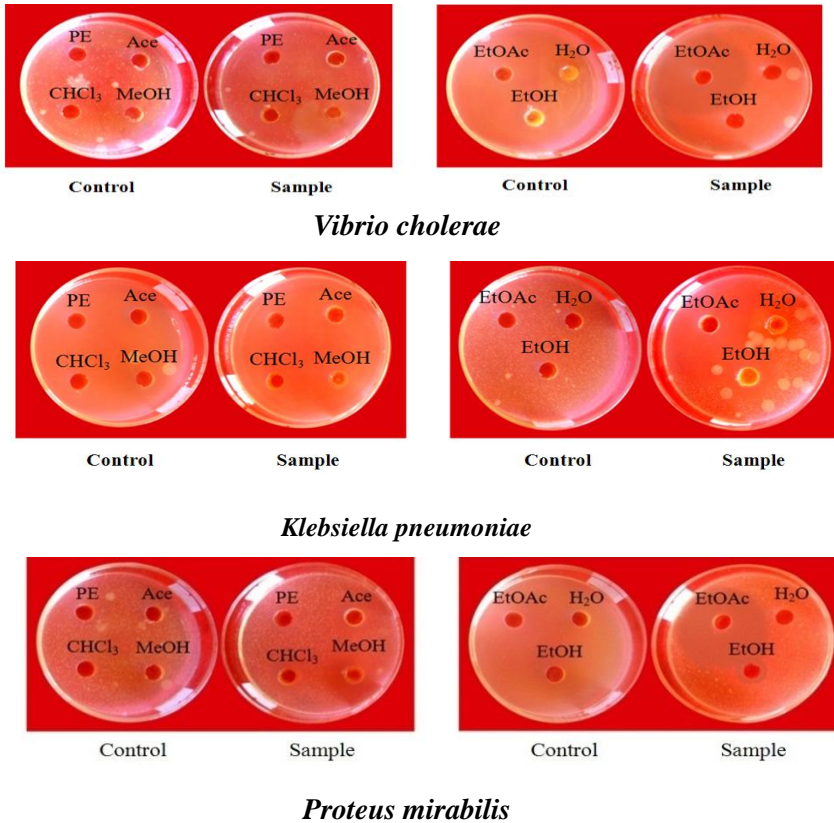 PE Ace PE Ace EtOAc H₂O EtOAc H₂O
CHCl₃ MeOH CHCl₃ MeOH EtOH EtOH
Control Sample Control Sample
Vibrio cholerae
PE Ace PE Ace EtOAc H₂O EtOAc H₂O
CHCl₃ MeOH CHCl₃ MeOH EtOH EtOH
Control Sample Control Sample
Klebsiella pneumoniae
PE Ace PE Ace EtOAc H₂O EtOAc H₂O
CHCl₃ MeOH CHCl₃ MeOH EtOH EtOH
Control Sample Control Sample
Proteus mirabilis